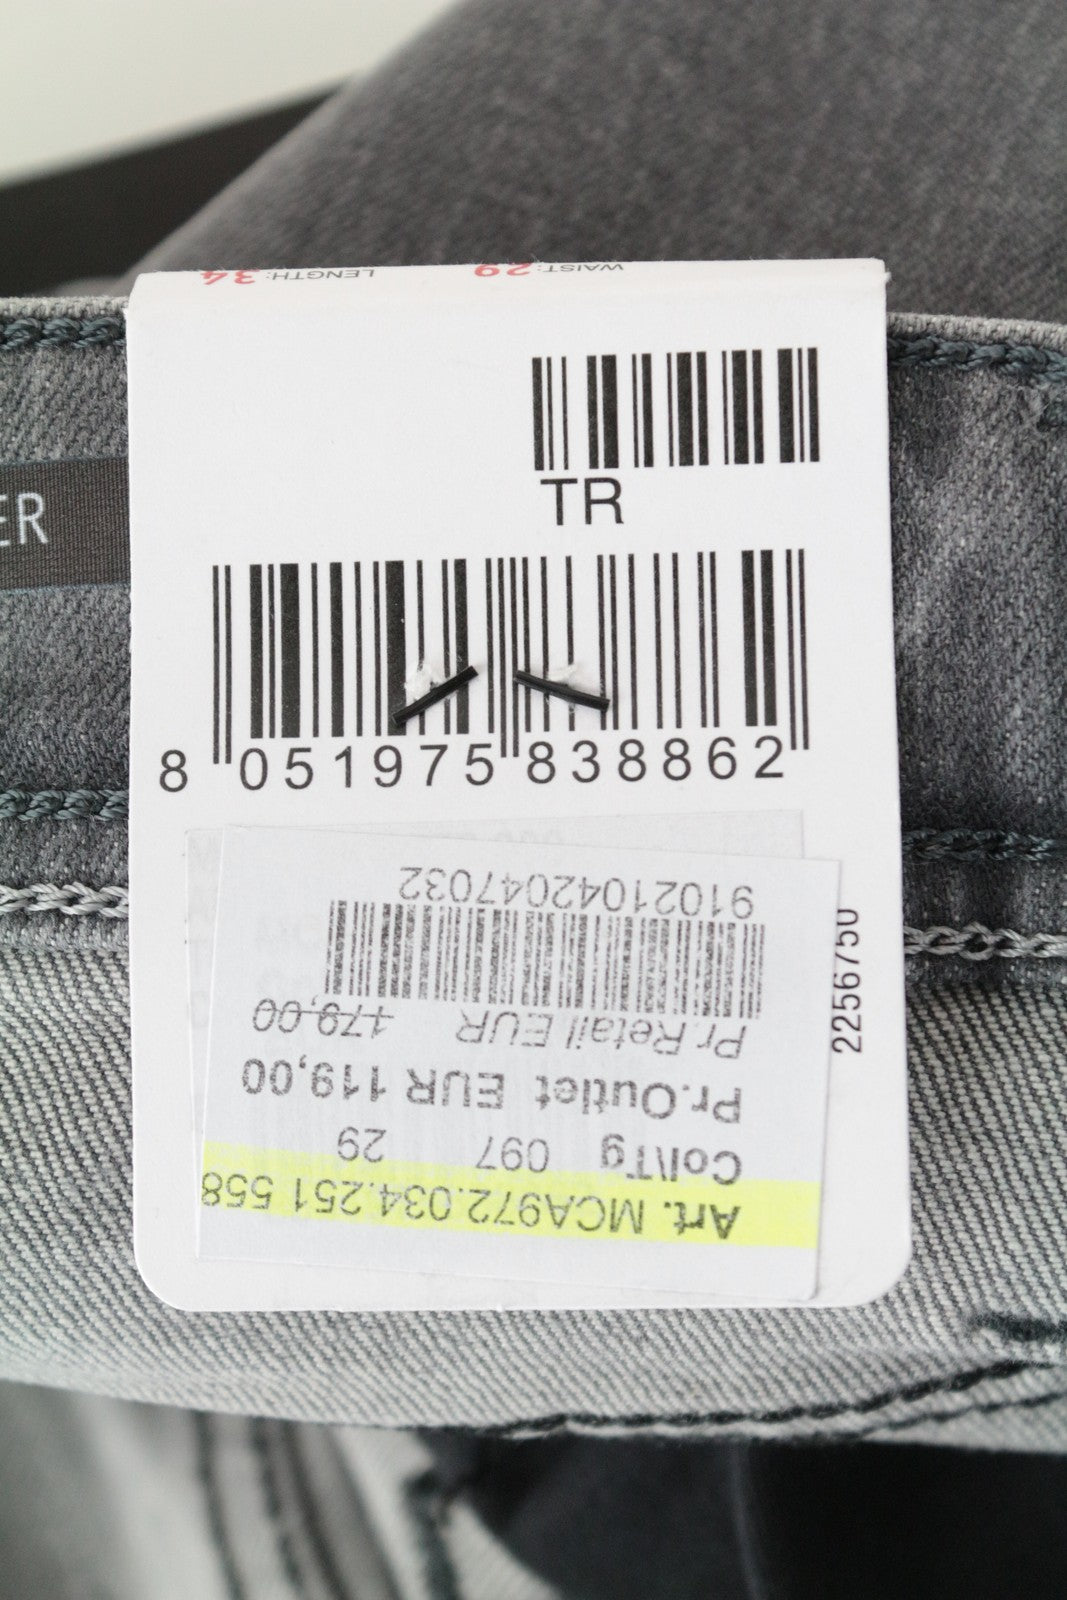 WAIST: 29 LENGTH: 34
ER
TR
8 051975 838862
2256750
Art. MCA972.034.251 558
Col\Tg 097 29
Pr.Outlet EUR 119,00
Pr.Retail EUR 179,00
91021042047032